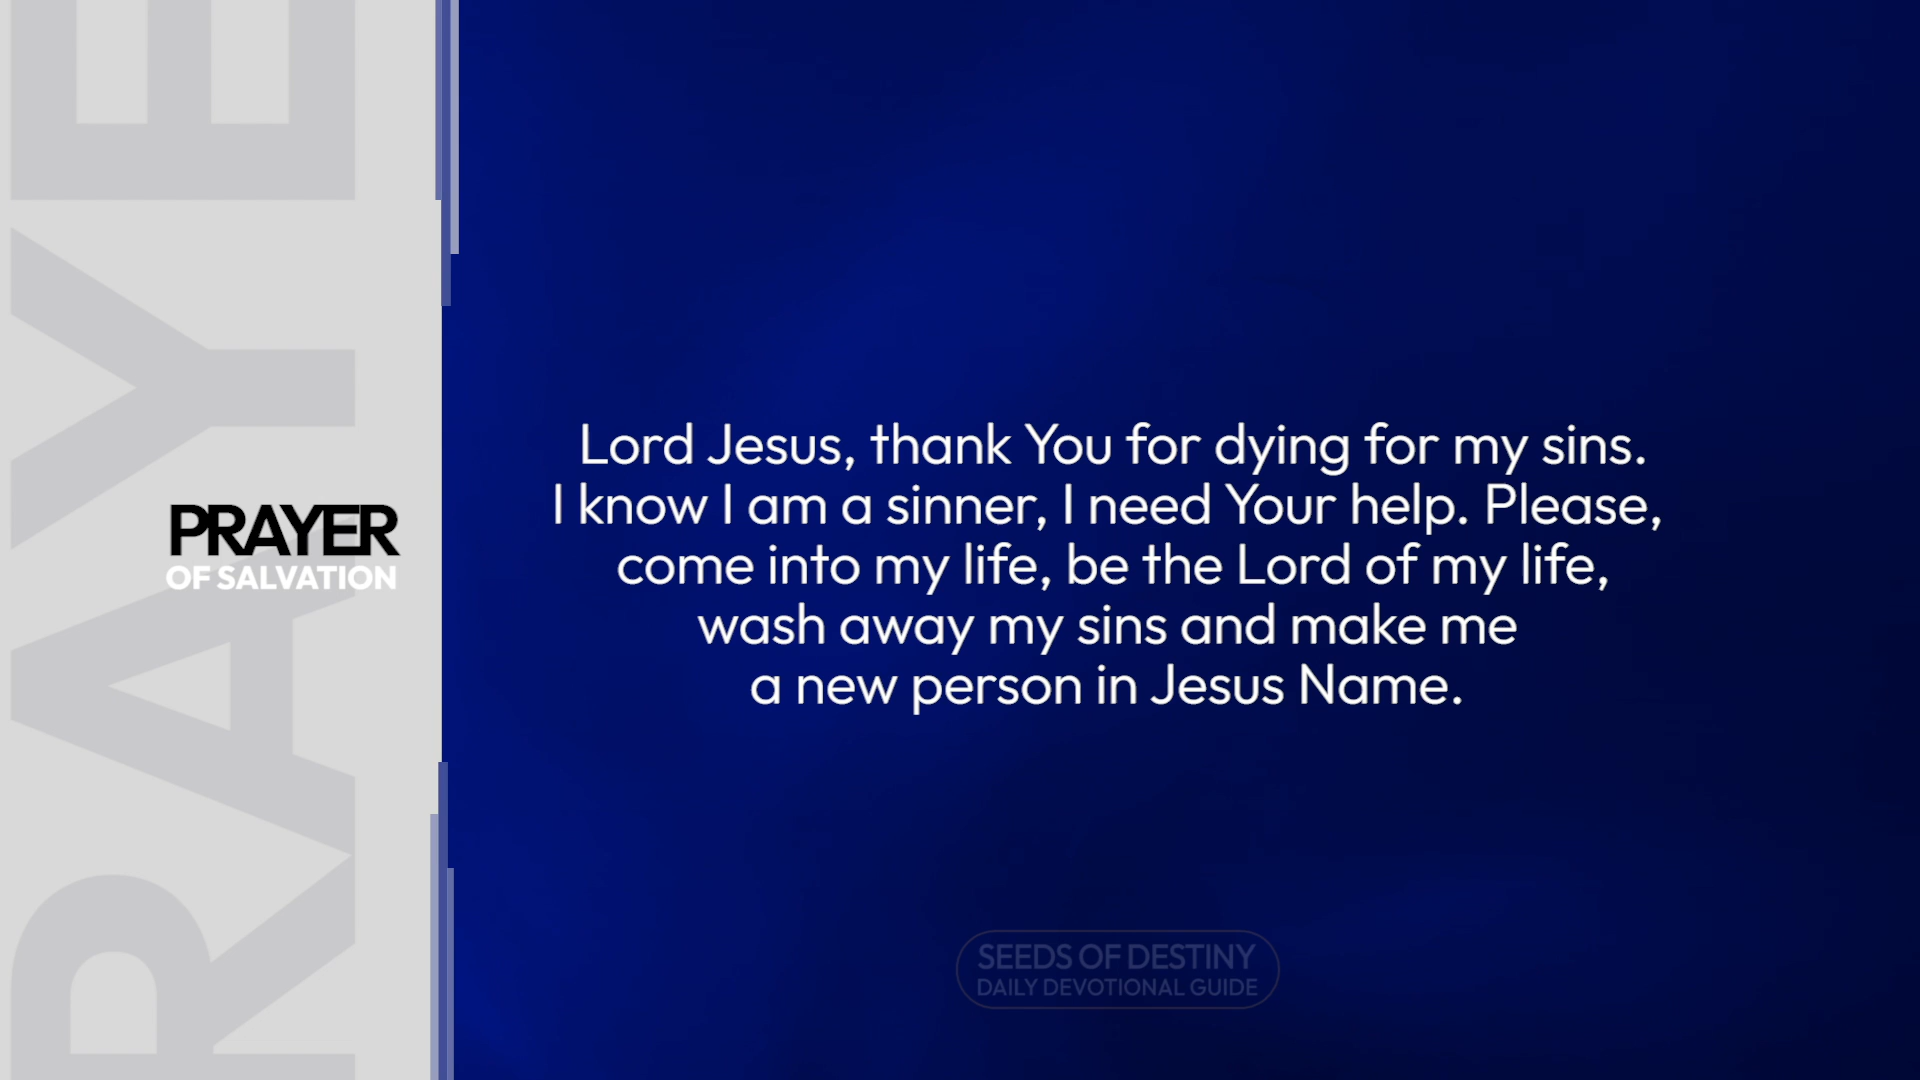 PRAYE
PRAYER
OF SALVATION
Lord Jesus, thank You for dying for my sins.
I know I am a sinner, I need Your help. Please,
come into my life, be the Lord of my life,
wash away my sins and make me
a new person in Jesus Name.
SEEDS OF DESTINY
DAILY DEVOTIONAL GUIDE